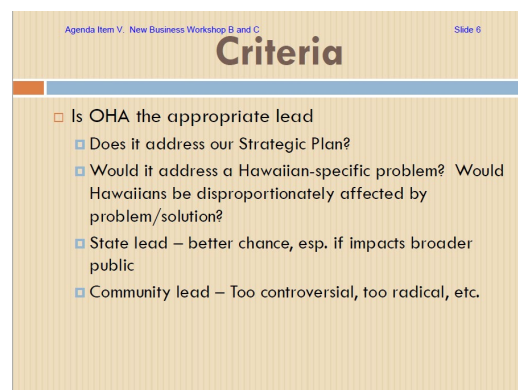 Agenda Item V. New Business Workshop B and C
Slide 6
Criteria
Is OHA the appropriate lead
Does it address our Strategic Plan?
Would it address a Hawaiian-specific problem? Would
Hawaiians be disproportionately affected by
problem/solution?
State lead – better chance, esp. if impacts broader
public
Community lead – Too controversial, too radical, etc.